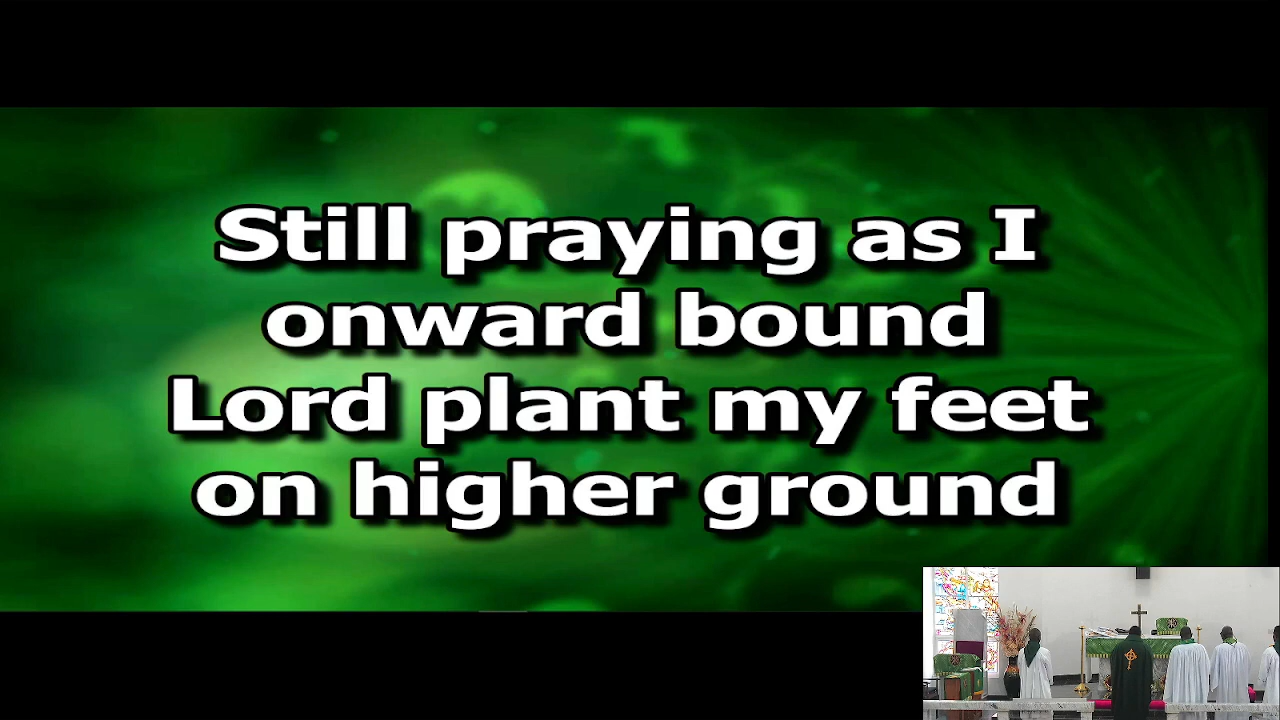 Still praying as I
onward bound
Lord plant my feet
on higher ground